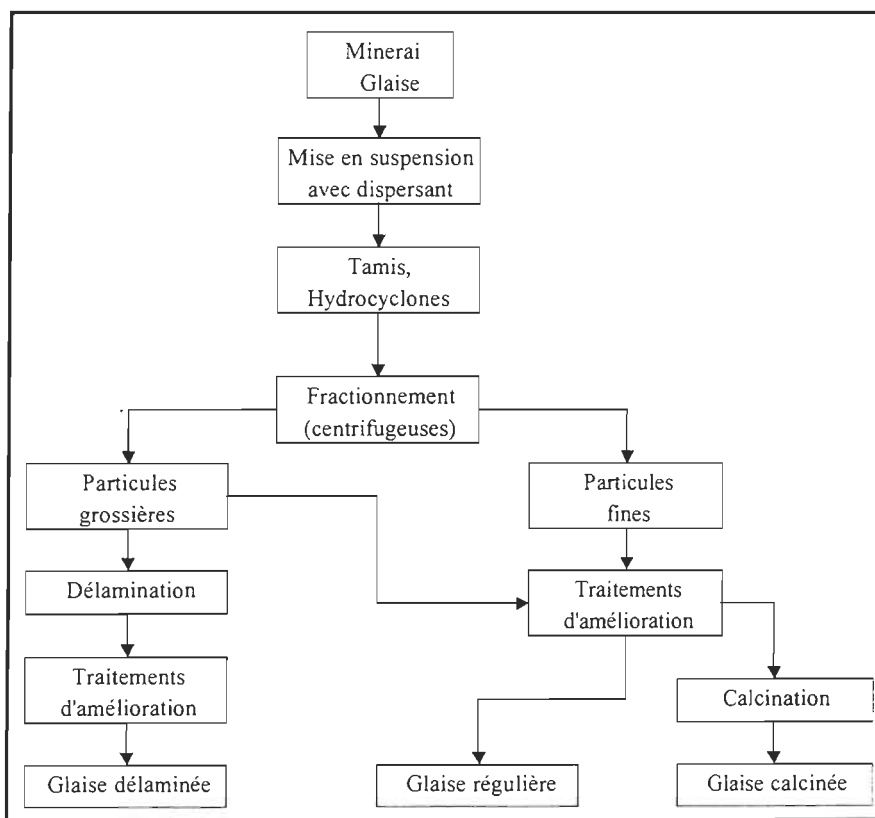 Minerai
Glaise
Mise en suspension
avec dispersant
Tamis,
Hydrocyclones
Fractionnement
(centrifugeuses)
Particules
grossières
Particules
fines
Délamination
Traitements
d'amélioration
Traitements
d'amélioration
Calcination
Glaise délaminée
Glaise régulière
Glaise calcinée